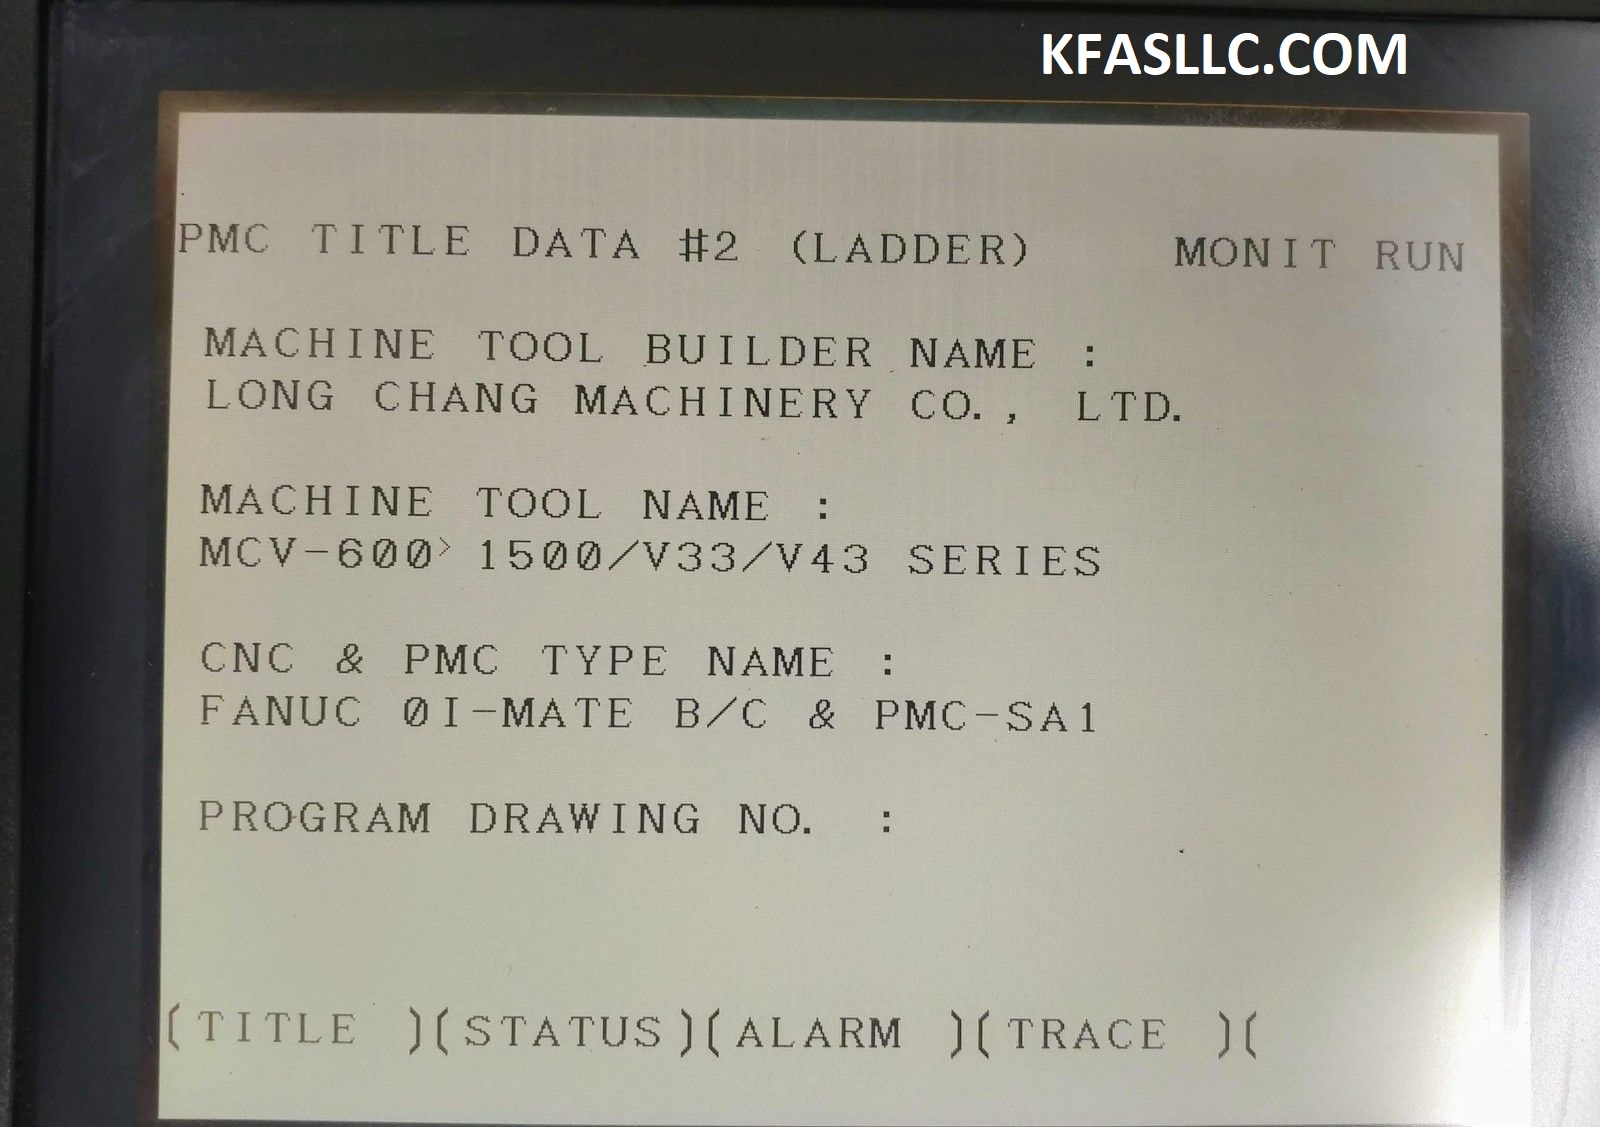 KFASLLC.COM
PMC TITLE DATA #2 (LADDER) MONIT RUN
MACHINE TOOL BUILDER NAME :
LONG CHANG MACHINERY CO., LTD.
MACHINE TOOL NAME :
MCV-600> 1500/V33/V43 SERIES
CNC & PMC TYPE NAME :
FANUC 0I-MATE B/C & PMC-SA1
PROGRAM DRAWING NO. :
(TITLE )(STATUS)(ALARM )(TRACE )(